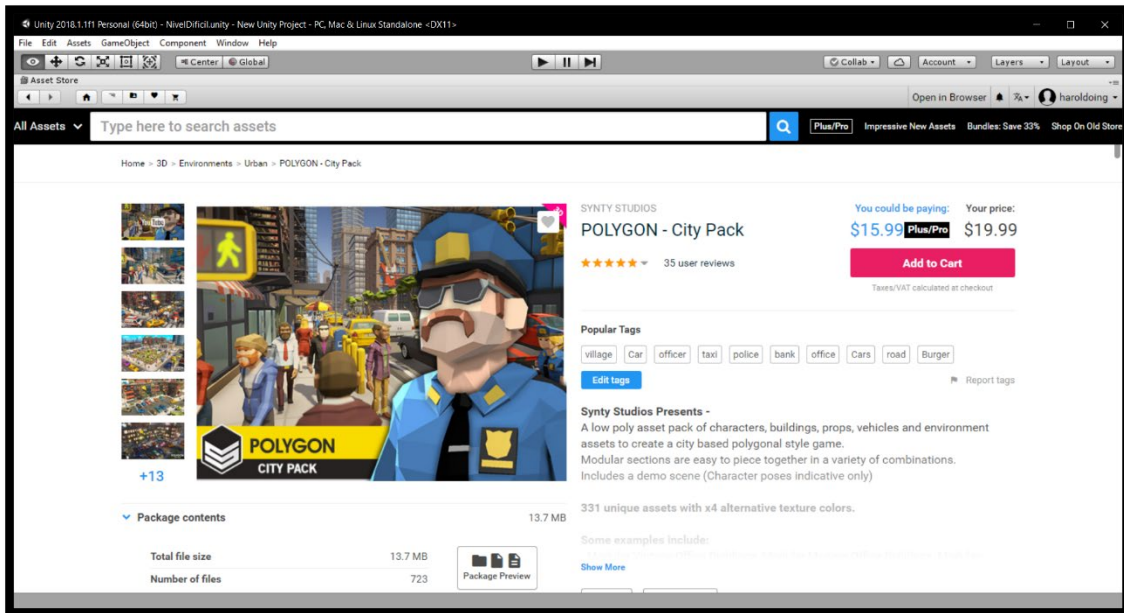 Unity 2018.1.1f1 Personal (64bit) - NivelDificil.unity - New Unity Project - PC, Mac & Linux Standalone <DX11>
File Edit Assets GameObject Component Window Help
Center Global Collab Account Layers Layout
Asset Store
Open in Browser haroldoing
All Assets Type here to search assets Plus/Pro Impressive New Assets Bundles: Save 33% Shop On Old Store
Home > 3D > Environments > Urban > POLYGON - City Pack
SYNTY STUDIOS
You could be paying: Your price:
POLYGON - City Pack
$15.99 Plus/Pro $19.99
35 user reviews
Add to Cart
Taxes/VAT calculated at checkout
YouTube
POLYGON
CITY PACK
+13
Popular Tags
village Car officer taxi police bank office Cars road Burger
Edit tags Report tags
Synty Studios Presents -
A low poly asset pack of characters, buildings, props, vehicles and environment
assets to create a city based polygonal style game.
Modular sections are easy to piece together in a variety of combinations.
Includes a demo scene (Character poses indicative only)
331 unique assets with x4 alternative texture colors.
Some examples include:
Show More
Package contents 13.7 MB
Total file size 13.7 MB
Number of files 723
Package Preview